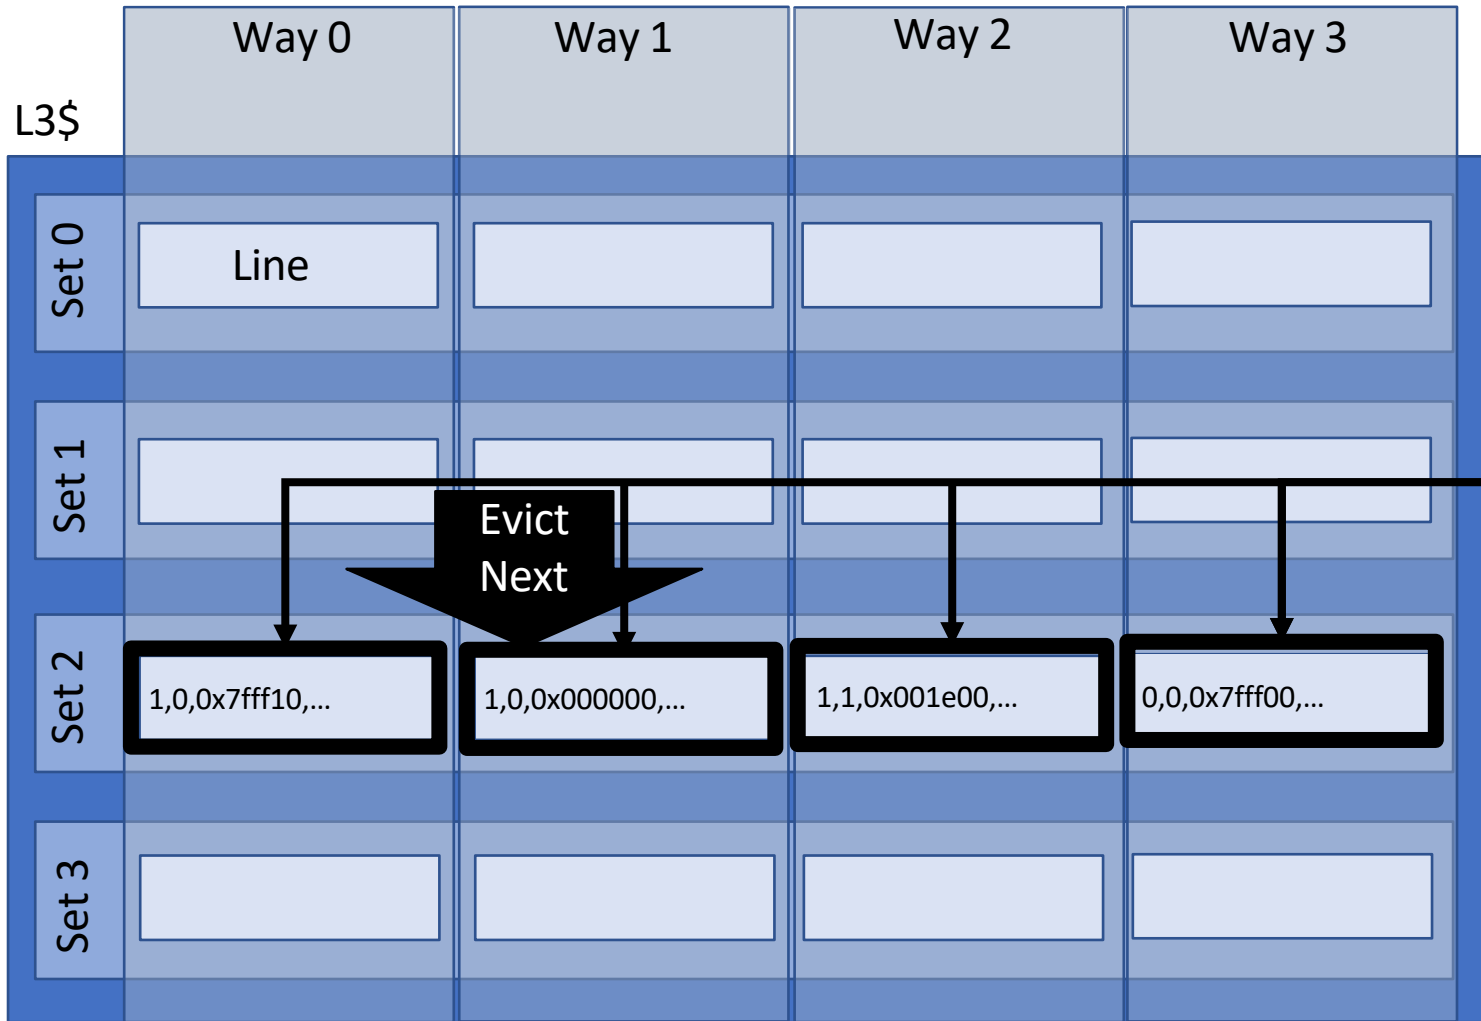 Way 0
Way 1
Way 2
Way 3
L3$
Set 0
Line
Set 1
Evict
Next
Set 2
1,0,0x7fff10,...
1,0,0x000000,...
1,1,0x001e00,...
0,0,0x7fff00,...
Set 3